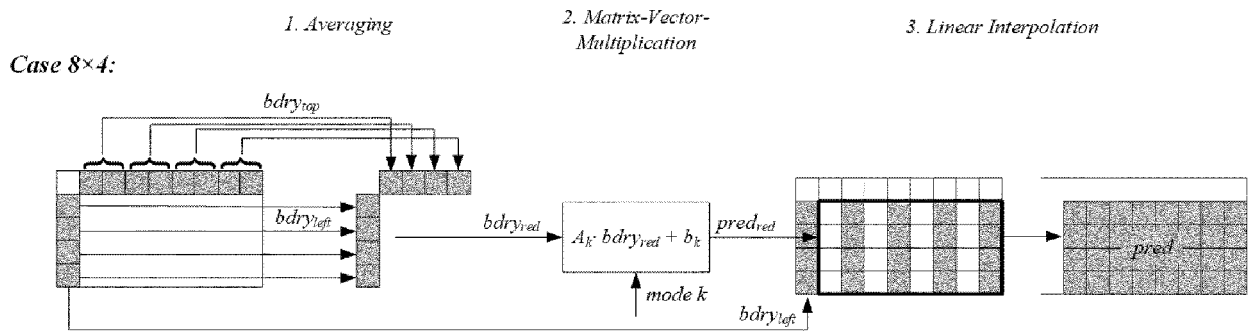 1. Averaging
2. Matrix-Vector-
Multiplication
3. Linear Interpolation
Case 8×4:
bdry_top
bdry_left
bdry_red
A_k · bdry_red + b_k
pred_red
pred
mode k
bdry_left